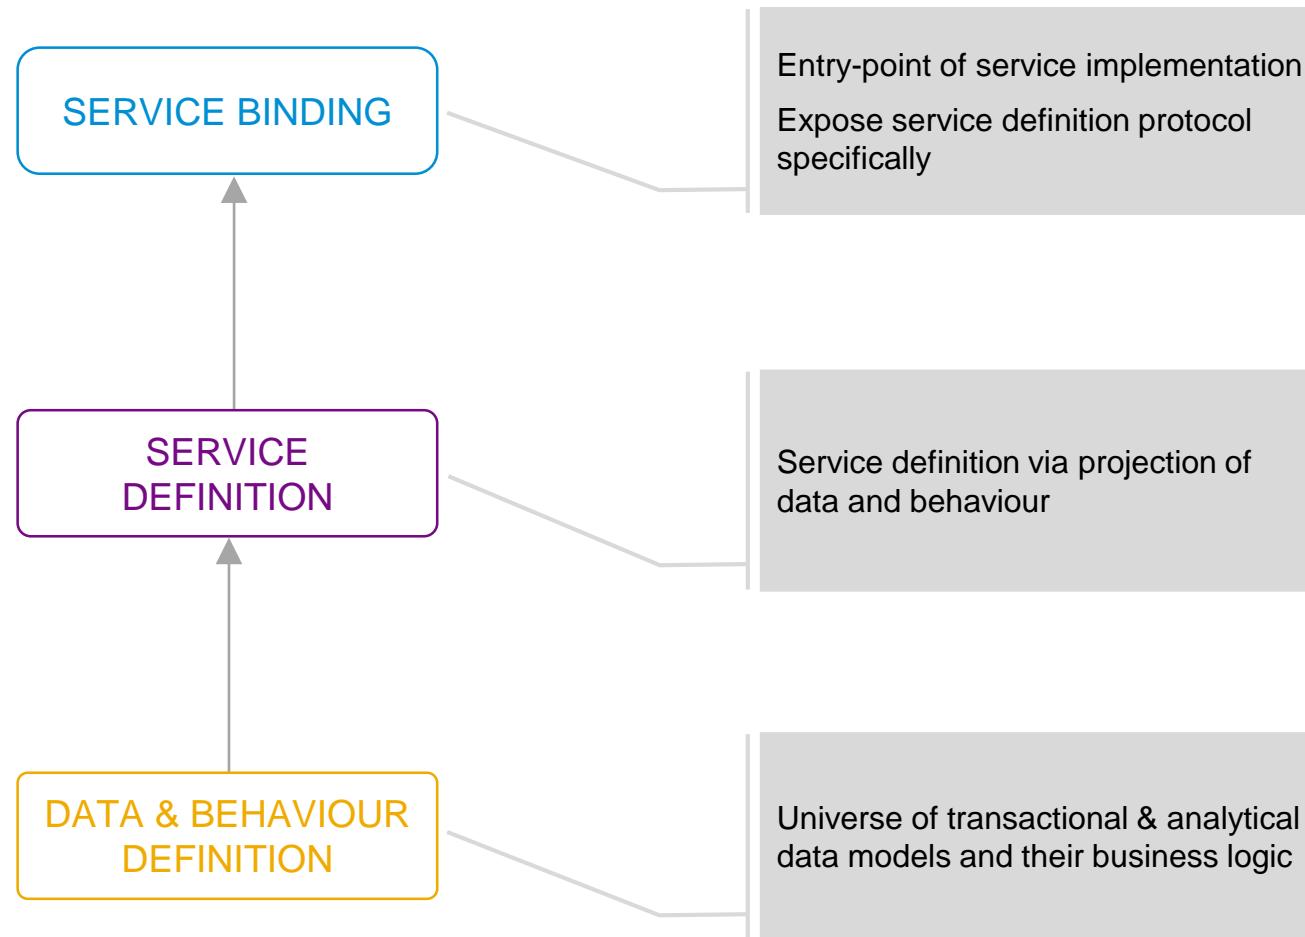 SERVICE BINDING
Entry-point of service implementation
Expose service definition protocol
specifically
SERVICE
DEFINITION
Service definition via projection of
data and behaviour
DATA & BEHAVIOUR
DEFINITION
Universe of transactional & analytical
data models and their business logic